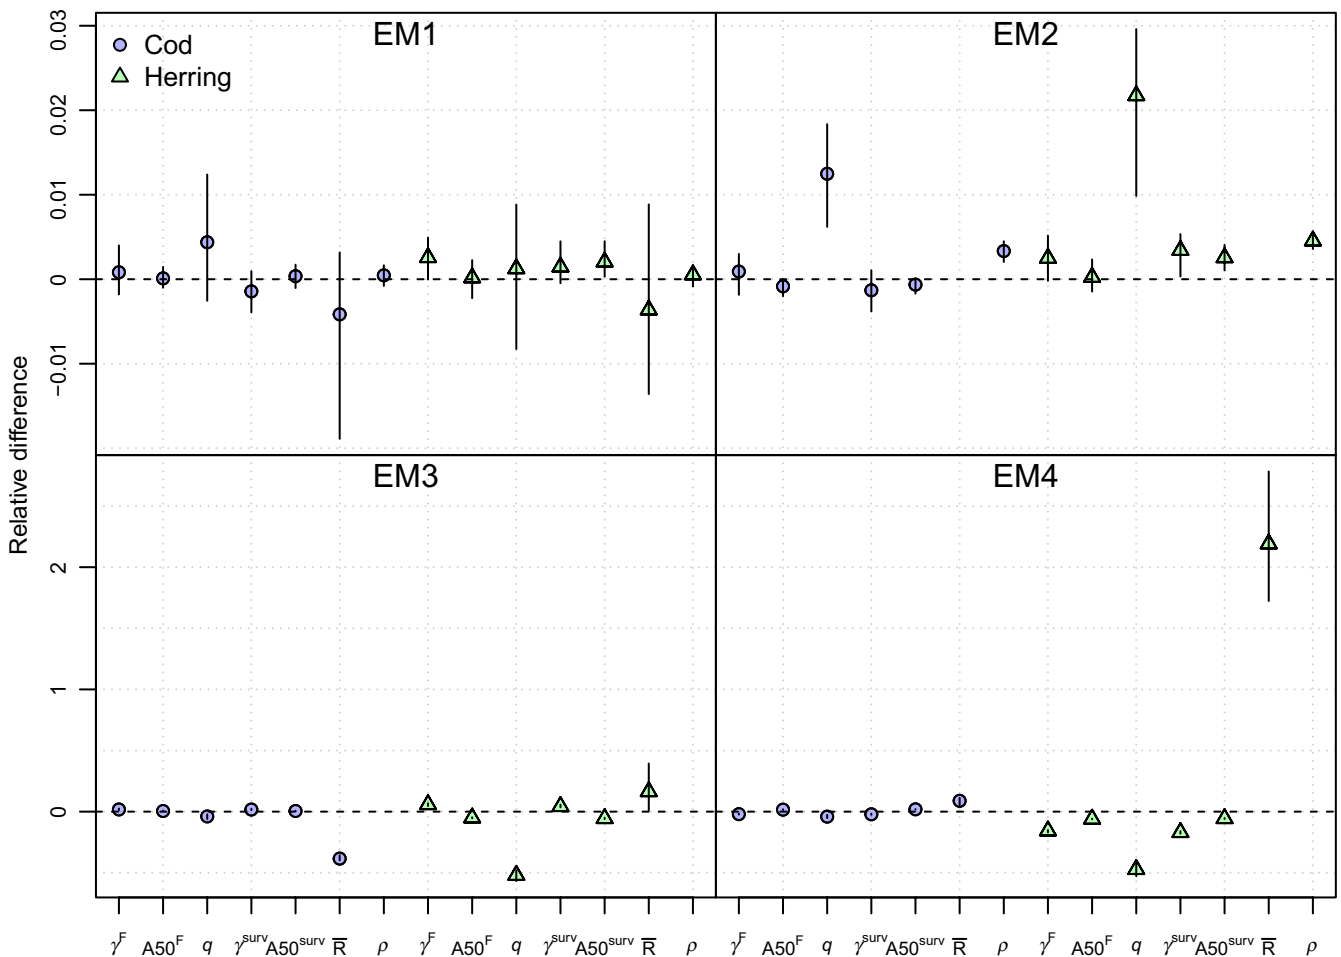 EM1
EM2
Cod
Herring
0.03
0.02
0.01
0
−0.01
Relative difference
EM3
EM4
2
1
0
γF A50F q γsurv A50surv R̅ ρ γF A50F q γsurv A50surv R̅ ρ γF A50F q γsurv A50surv R̅ ρ γF A50F q γsurv A50surv R̅ ρ